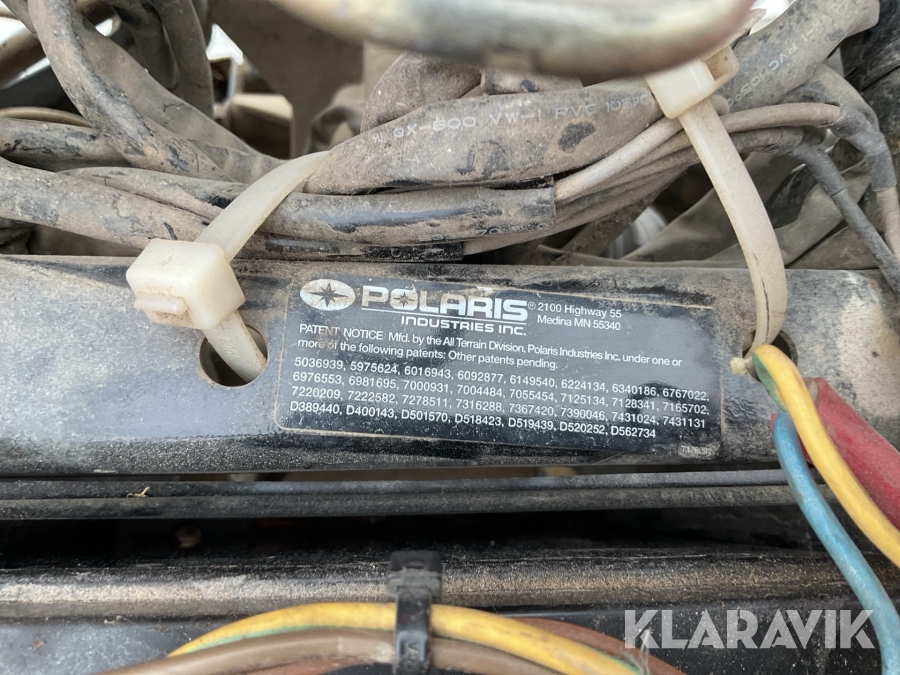 GX-600 VW-1 PVC
POLARIS® 2100 Highway 55
INDUSTRIES INC. Medina MN 55340
PATENT NOTICE Mfd. by the All Terrain Division, Polaris Industries Inc. under one or
more of the following patents: Other patents pending.
5036939, 5975624, 6016943, 6092877, 6149540, 6224134, 6340186, 6767022,
6976553, 6981695, 7000931, 7004484, 7055454, 7125134, 7128341, 7165702,
7220209, 7222582, 7278511, 7316288, 7367420, 7390046, 7431024, 7431131
D389440, D400143, D501570, D518423, D519439, D520252, D562734
KLARAVIK